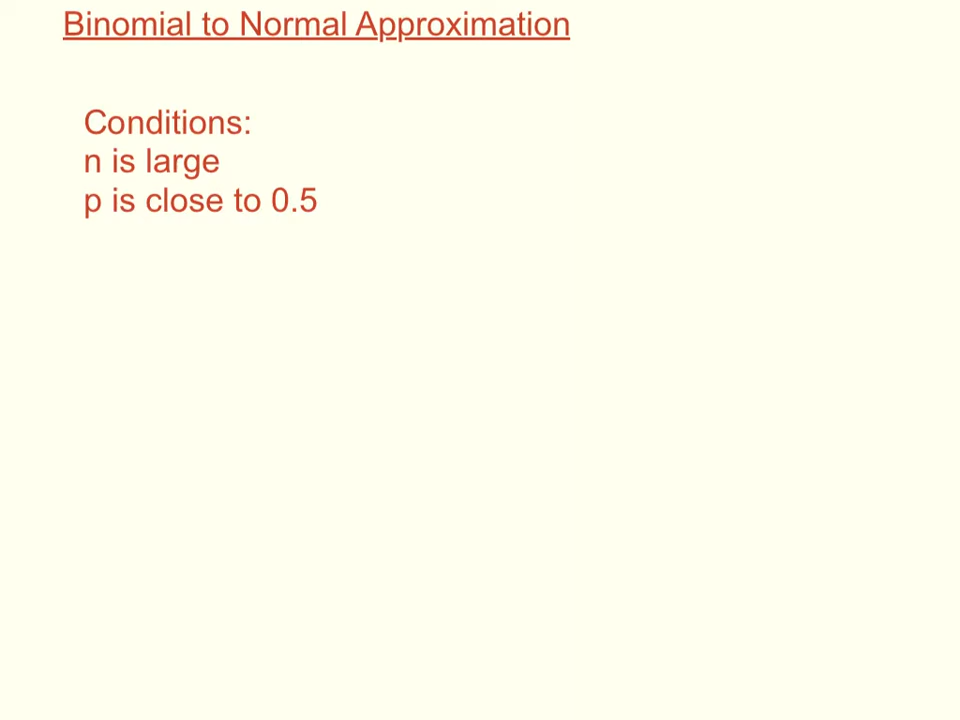 Binomial to Normal Approximation
Conditions:
n is large
p is close to 0.5